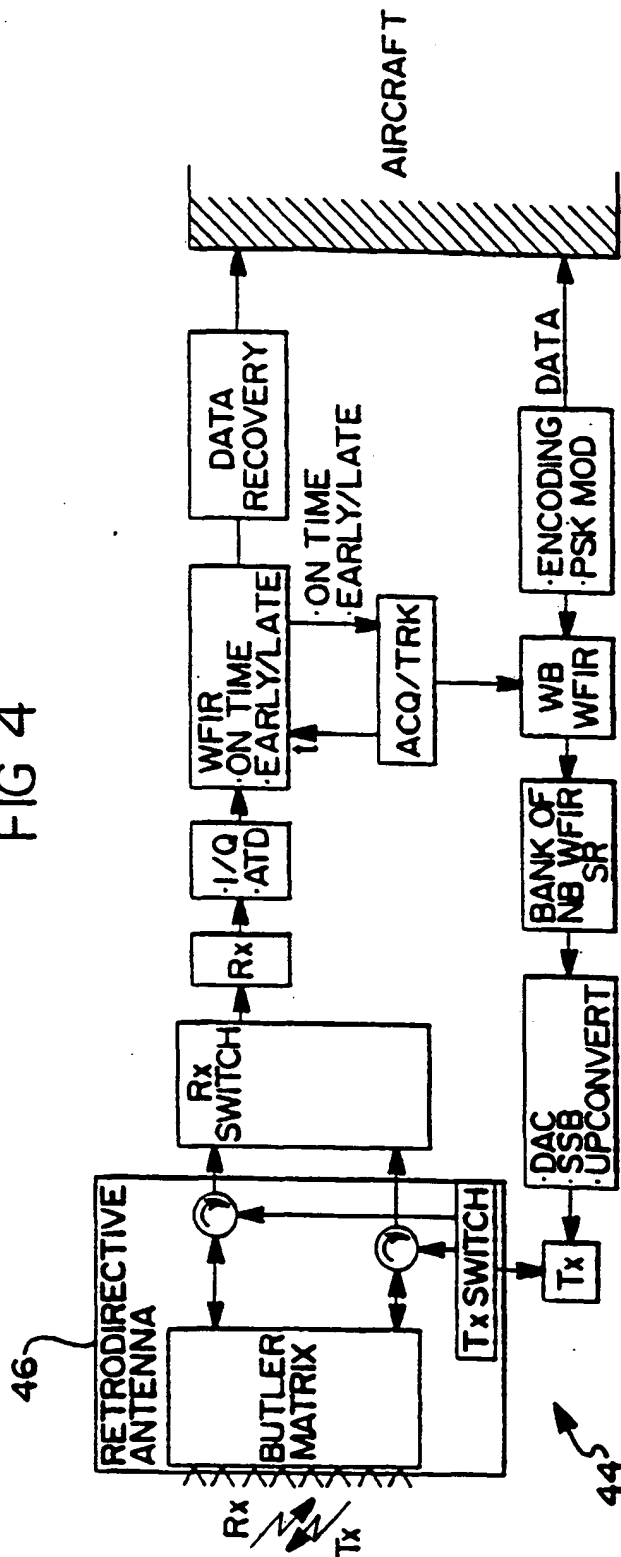 FIG 4
46
RETRODIRECTIVE
ANTENNA
BUTLER
MATRIX
Rx
Tx
Tx SWITCH
Rx
SWITCH
Rx
.I/Q
.ATD
WFIR
.ON TIME
.EARLY/LATE
t
DATA
RECOVERY
.ON TIME
.EARLY/LATE
ACQ/TRK
AIRCRAFT
DATA
.ENCODING
.PSK MOD
WB
WFIR
BANK OF
NB WFIR
SR
.DAC
.SSB
.UPCONVERT
Tx
44